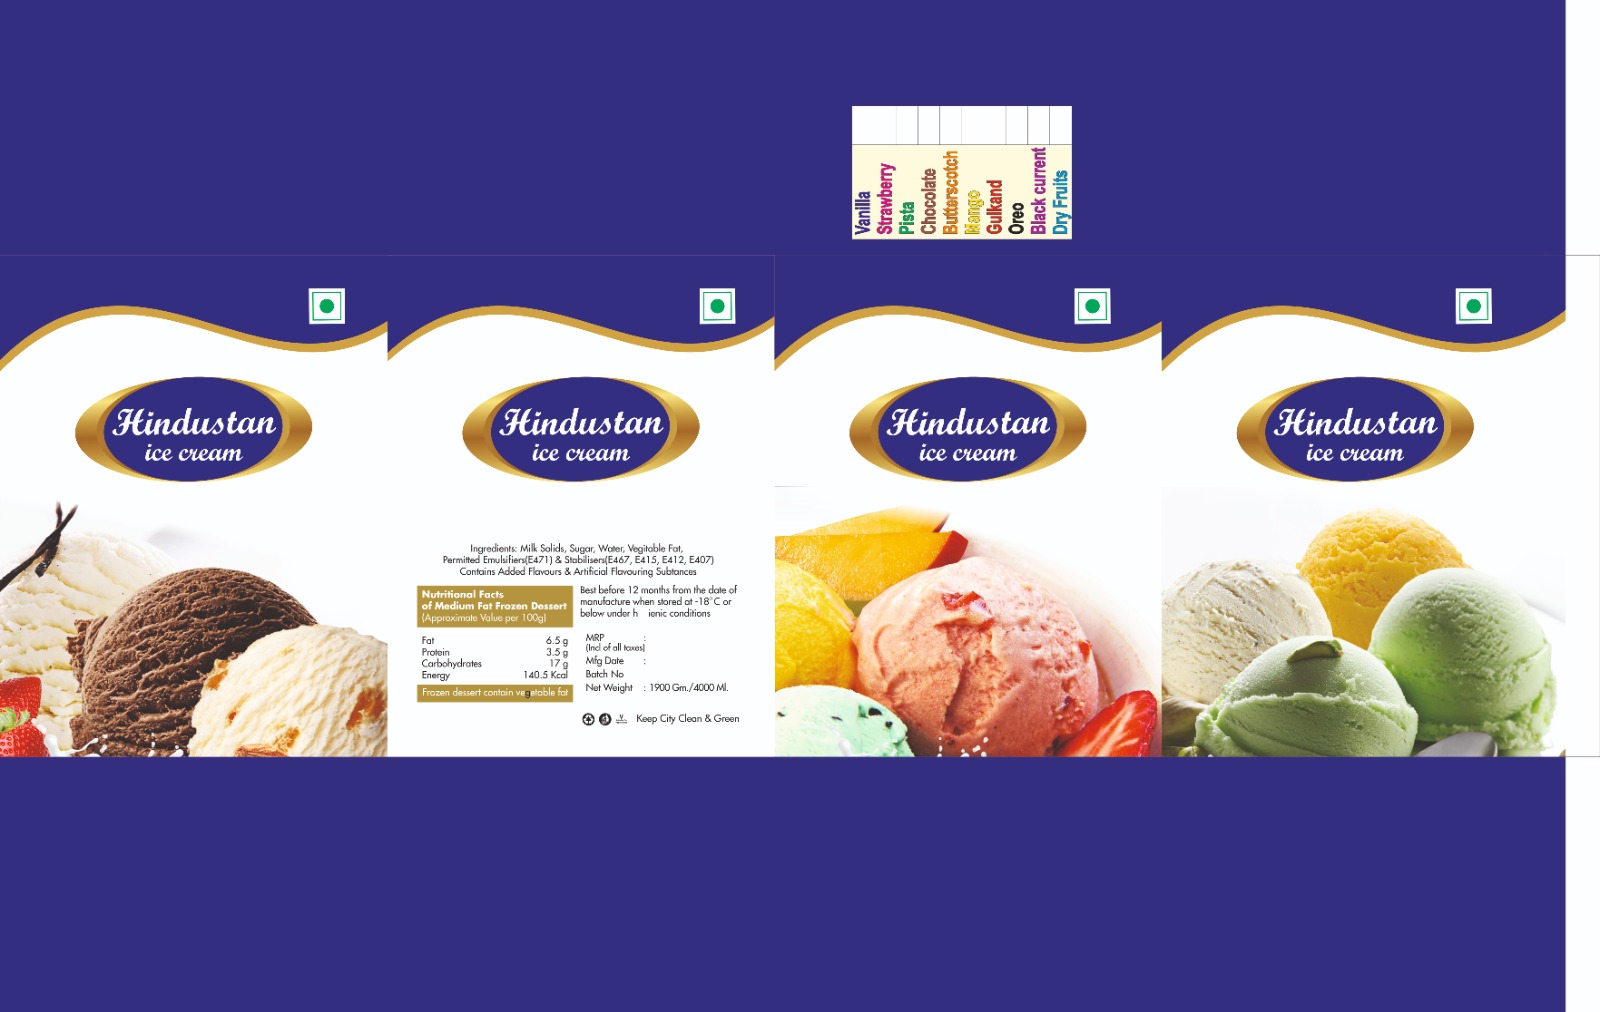 Vanilla
Strawberry
Pista
Chocolate
Butterscotch
Mango
Gulkand
Oreo
Black current
Dry Fruits
Hindustan
ice cream
Hindustan
ice cream
Ingredients: Milk Solids, Sugar, Water, Vegitable Fat,
Permitted Emulsifiers(E471) & Stabilisers(E467, E415, E412, E407)
Contains Added Flavours & Artificial Flavouring Subtances
Nutritional Facts
of Medium Fat Frozen Dessert
(Approximate Value per 100g)
Fat 6.5 g
Protein 3.5 g
Carbohydrates 17 g
Energy 140.5 Kcal
Frozen dessert contain vegetable fat
Best before 12 months from the date of
manufacture when stored at -18°C or
below under h ienic conditions
MRP :
(Incl of all taxes)
Mfg Date :
Batch No
Net Weight : 1900 Gm./4000 Ml.
Keep City Clean & Green
Hindustan
ice cream
Hindustan
ice cream